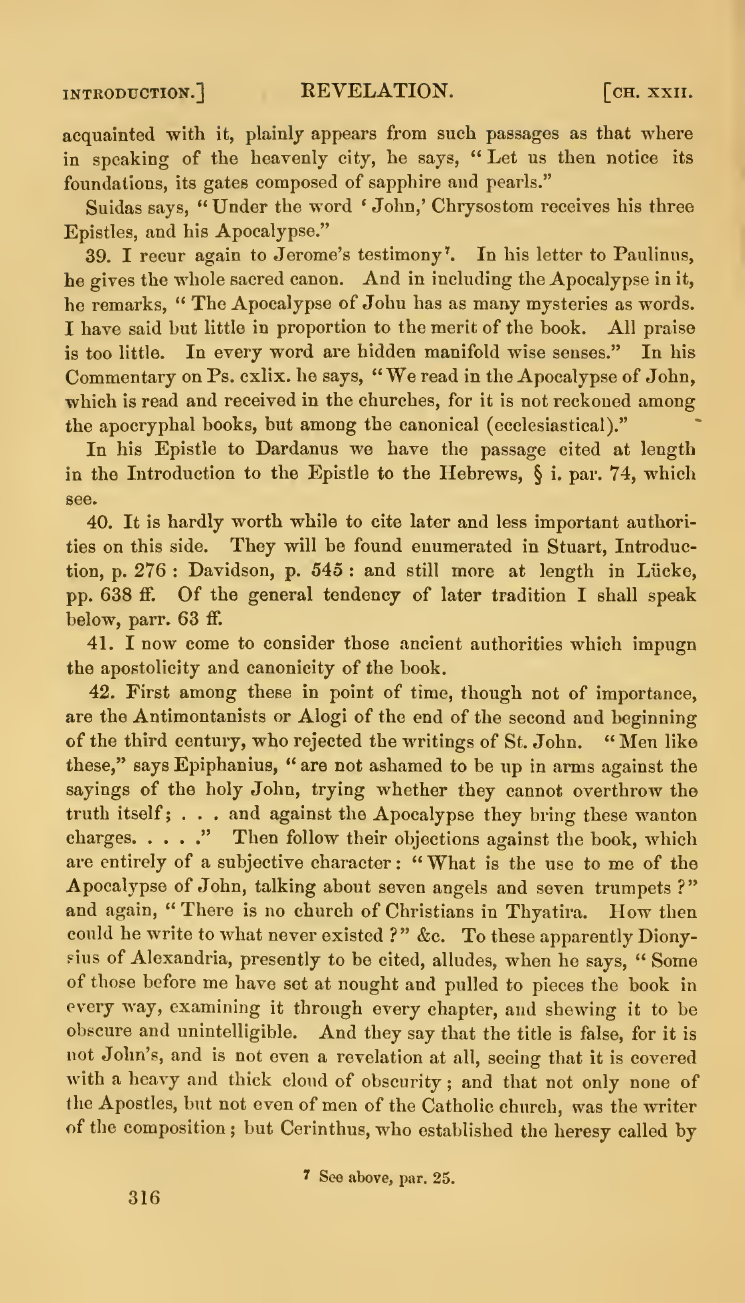 INTRODUCTION.] REVELATION. [CH. XXII.
acquainted with it, plainly appears from such passages as that where
in speaking of the heavenly city, he says, “ Let us then notice its
foundations, its gates composed of sapphire and pearls.”
Suidas says, “ Under the word ‘ John,’ Chrysostom receives his three
Epistles, and his Apocalypse.”
39. I recur again to Jerome's testimony⁷. In his letter to Paulinus,
he gives the whole sacred canon. And in including the Apocalypse in it,
he remarks, “ The Apocalypse of John has as many mysteries as words.
I have said but little in proportion to the merit of the book. All praise
is too little. In every word are hidden manifold wise senses.” In his
Commentary on Ps. cxlix. he says, “ We read in the Apocalypse of John,
which is read and received in the churches, for it is not reckoned among
the apocryphal books, but among the canonical (ecclesiastical).”
In his Epistle to Dardanus we have the passage cited at length
in the Introduction to the Epistle to the Hebrews, § i. par. 74, which
see.
40. It is hardly worth while to cite later and less important authori-
ties on this side. They will be found enumerated in Stuart, Introduc-
tion, p. 276 : Davidson, p. 545 : and still more at length in Lücke,
pp. 638 ff. Of the general tendency of later tradition I shall speak
below, parr. 63 ff.
41. I now come to consider those ancient authorities which impugn
the apostolicity and canonicity of the book.
42. First among these in point of time, though not of importance,
are the Antimontanists or Alogi of the end of the second and beginning
of the third century, who rejected the writings of St. John. “ Men like
these,” says Epiphanius, “ are not ashamed to be up in arms against the
sayings of the holy John, trying whether they cannot overthrow the
truth itself ; . . . and against the Apocalypse they bring these wanton
charges. . . . .” Then follow their objections against the book, which
are entirely of a subjective character : “ What is the use to me of the
Apocalypse of John, talking about seven angels and seven trumpets ?”
and again, “ There is no church of Christians in Thyatira. How then
could he write to what never existed ?” &c. To these apparently Diony-
sius of Alexandria, presently to be cited, alludes, when he says, “ Some
of those before me have set at nought and pulled to pieces the book in
every way, examining it through every chapter, and shewing it to be
obscure and unintelligible. And they say that the title is false, for it is
not John's, and is not even a revelation at all, seeing that it is covered
with a heavy and thick cloud of obscurity ; and that not only none of
the Apostles, but not even of men of the Catholic church, was the writer
of the composition ; but Cerinthus, who established the heresy called by
⁷ See above, par. 25.
316